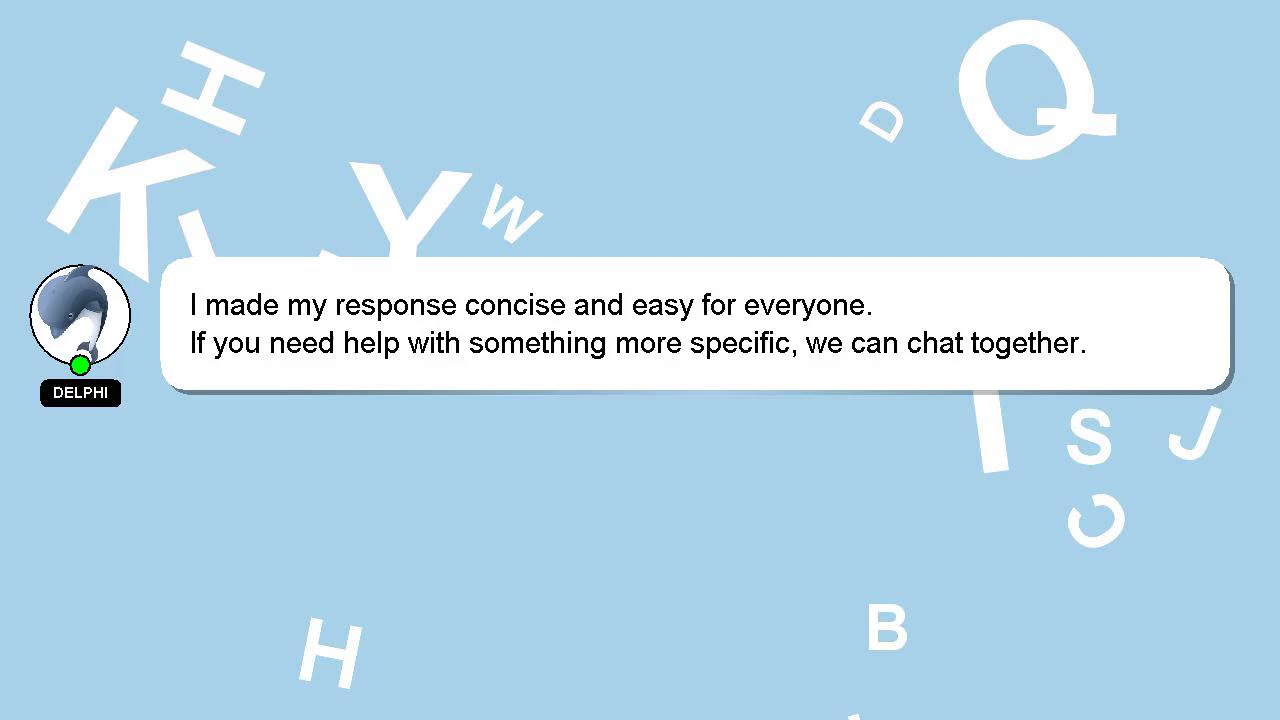 H
Q
D
K
Y
W
I made my response concise and easy for everyone.
If you need help with something more specific, we can chat together.
DELPHI
S
J
C
B
H